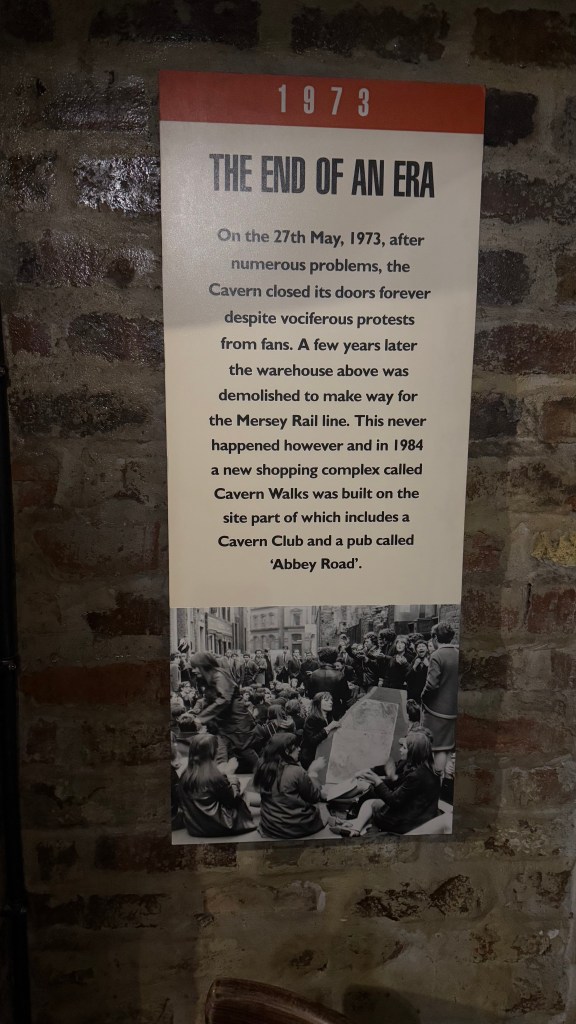 1973
THE END OF AN ERA
On the 27th May, 1973, after
numerous problems, the
Cavern closed its doors forever
despite vociferous protests
from fans. A few years later
the warehouse above was
demolished to make way for
the Mersey Rail line. This never
happened however and in 1984
a new shopping complex called
Cavern Walks was built on the
site part of which includes a
Cavern Club and a pub called
‘Abbey Road’.